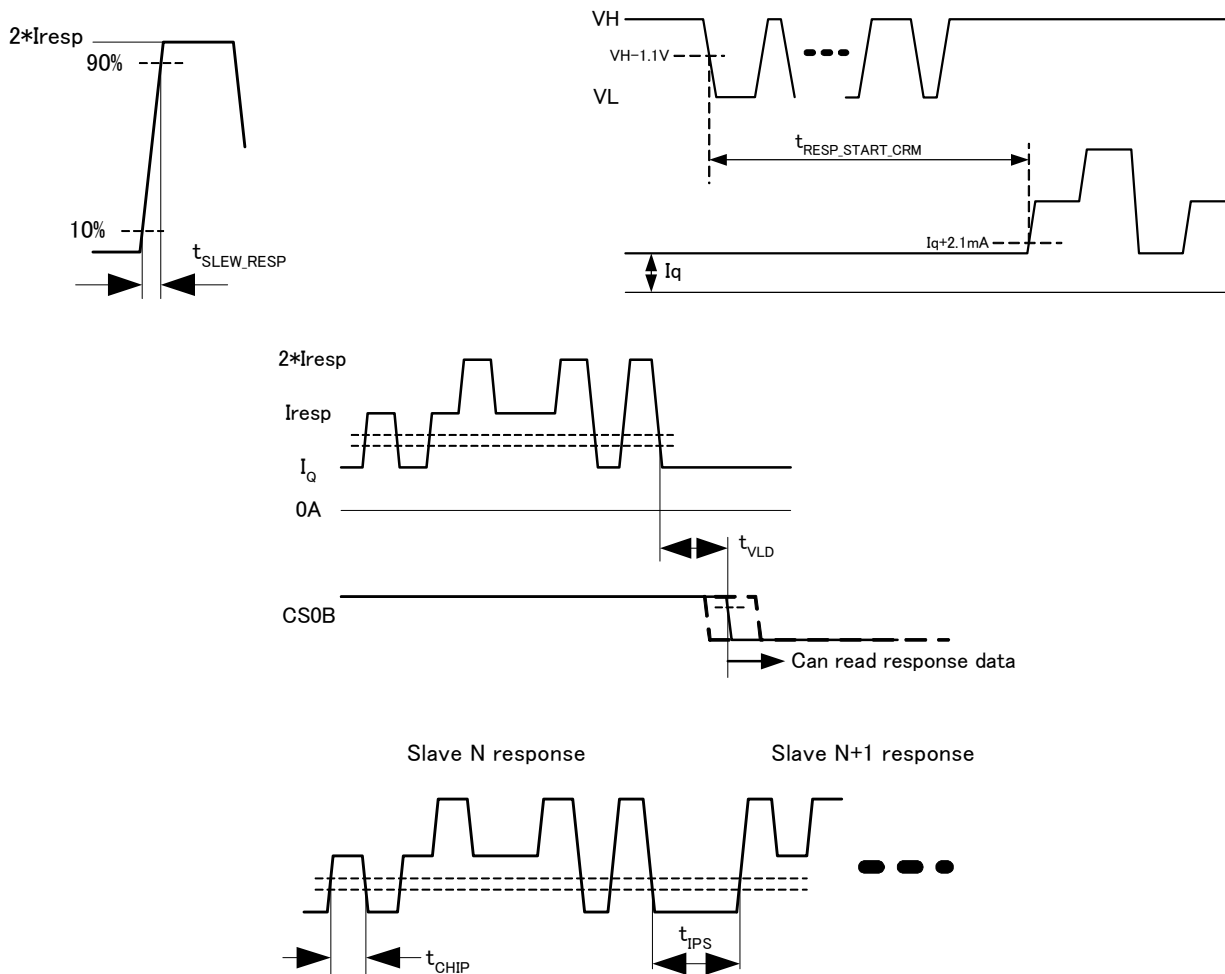 2*Iresp
90%
10%
tSLEW_RESP
VH
VH-1.1V
VL
tRESP_START_CRM
Iq+2.1mA
Iq
2*Iresp
Iresp
IQ
0A
tVLD
CS0B
Can read response data
Slave N response
Slave N+1 response
tCHIP
tIPS